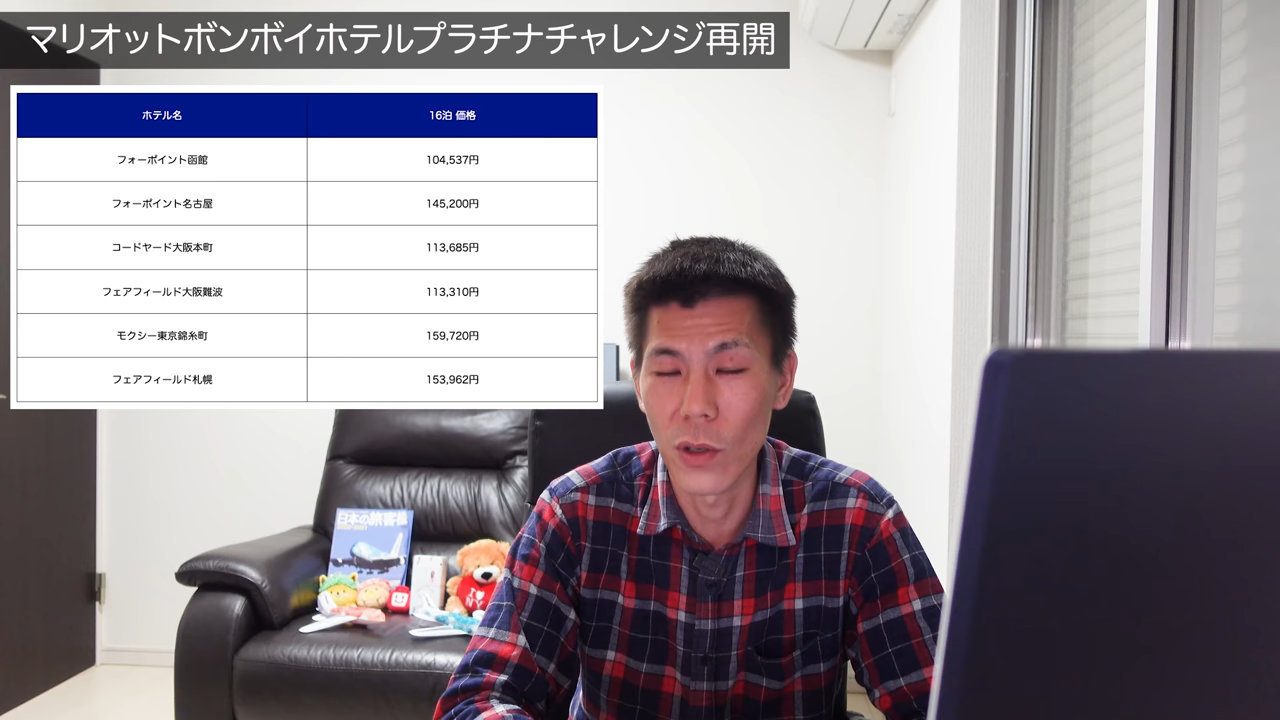 マリオットボンボイホテルプラチナチャレンジ再開
ホテル名 16泊 価格
フォーポイント函館 104,537円
フォーポイント名古屋 145,200円
コードヤード大阪本町 113,685円
フェアフィールド大阪難波 113,310円
モクシー東京錦糸町 159,720円
フェアフィールド札幌 153,962円
日本の旅客機
I ♥ NY